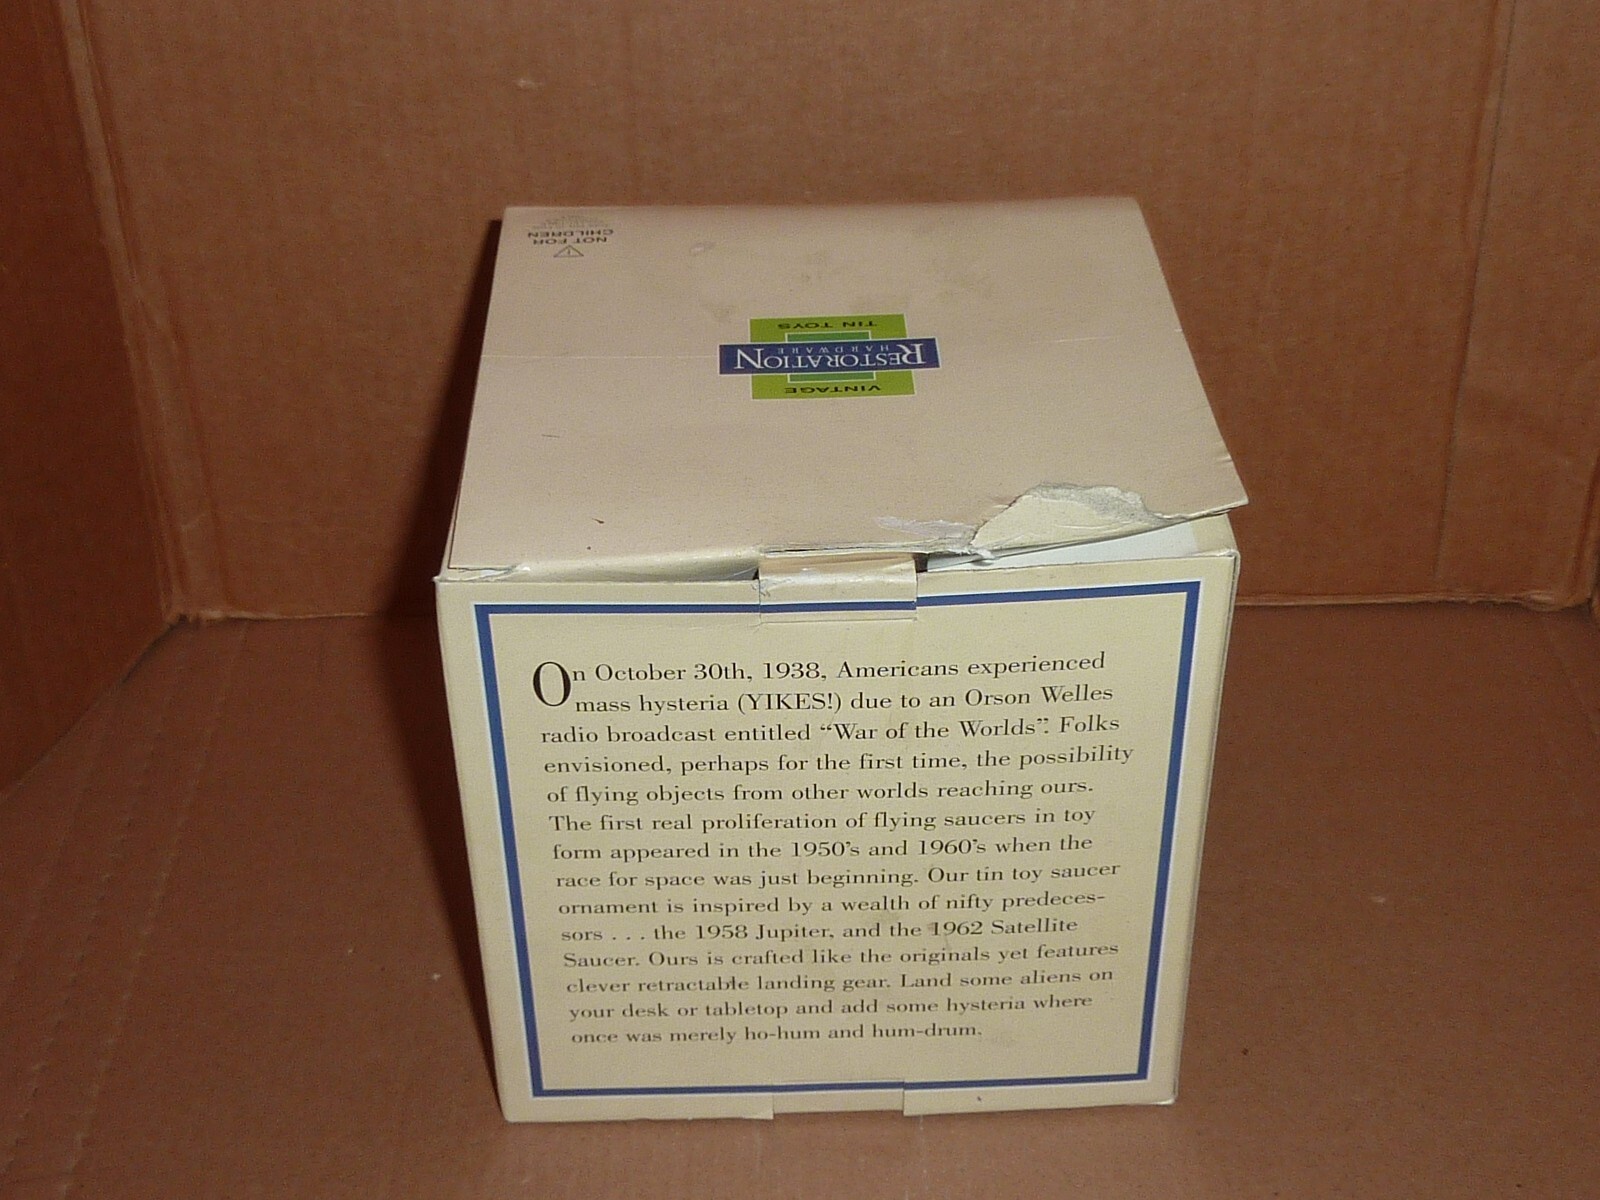 NOT FOR
CHILDREN
VINTAGE
RESTORATION
HARDWARE
TIN TOYS
On October 30th, 1938, Americans experienced
mass hysteria (YIKES!) due to an Orson Welles
radio broadcast entitled “War of the Worlds”. Folks
envisioned, perhaps for the first time, the possibility
of flying objects from other worlds reaching ours.
The first real proliferation of flying saucers in toy
form appeared in the 1950's and 1960's when the
race for space was just beginning. Our tin toy saucer
ornament is inspired by a wealth of nifty predeces-
sors . . . the 1958 Jupiter, and the 1962 Satellite
Saucer. Ours is crafted like the originals yet features
clever retractable landing gear. Land some aliens on
your desk or tabletop and add some hysteria where
once was merely ho-hum and hum-drum.